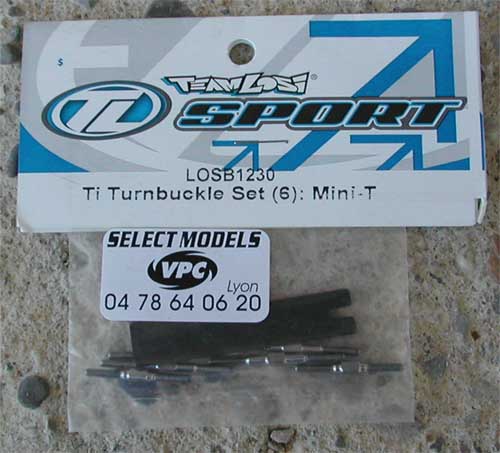 $
TEAM LOSI®
TL SPORT
LOSB1230
Ti Turnbuckle Set (6): Mini-T
SELECT MODELS
VPC
Lyon
04 78 64 06 20